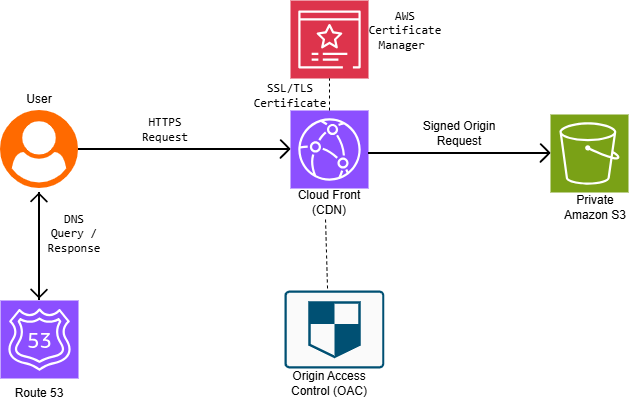 AWS
Certificate
Manager
SSL/TLS
Certificate
User
HTTPS
Request
Signed Origin
Request
Cloud Front
(CDN)
Private
Amazon S3
DNS
Query /
Response
53
Route 53
Origin Access
Control (OAC)